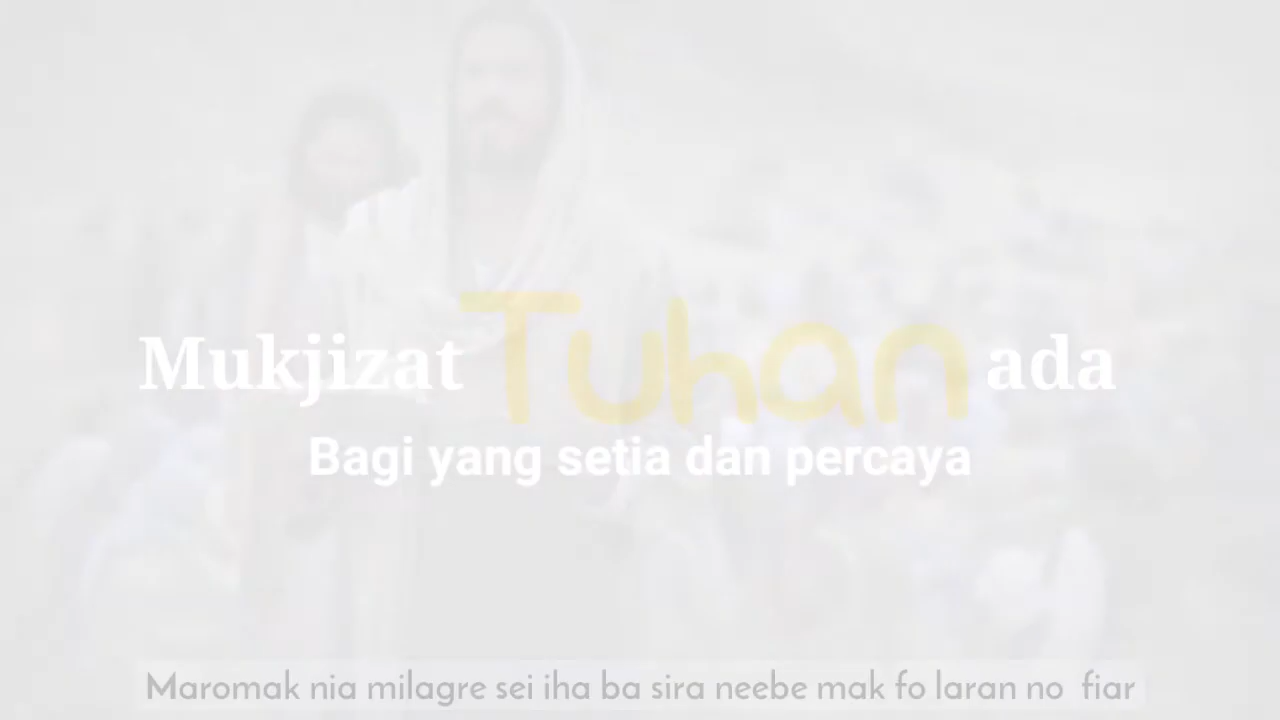 Mukjizat Tuhan ada
Bagi yang setia dan percaya
Maromak nia milagre sei iha ba sira neebe mak fo laran no fiar